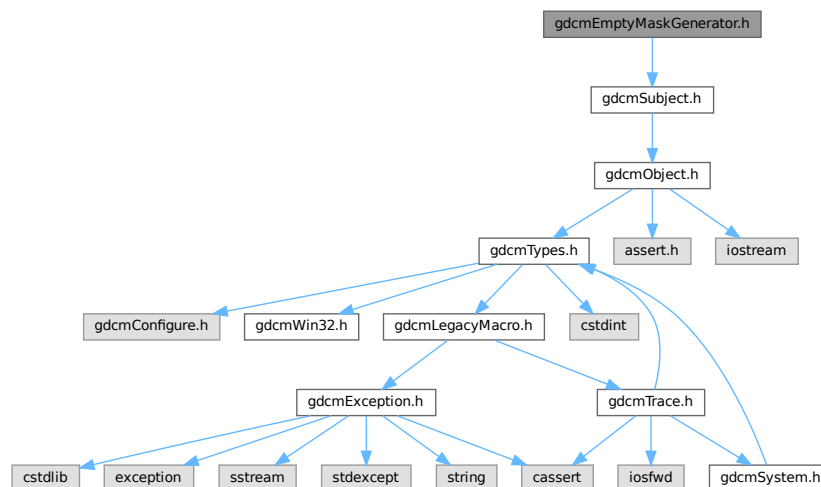 gdcmEmptyMaskGenerator.h
gdcmSubject.h
gdcmObject.h
gdcmTypes.h
assert.h
iostream
gdcmConfigure.h
gdcmWin32.h
gdcmLegacyMacro.h
cstdint
gdcmException.h
gdcmTrace.h
cstdlib
exception
sstream
stdexcept
string
cassert
iosfwd
gdcmSystem.h